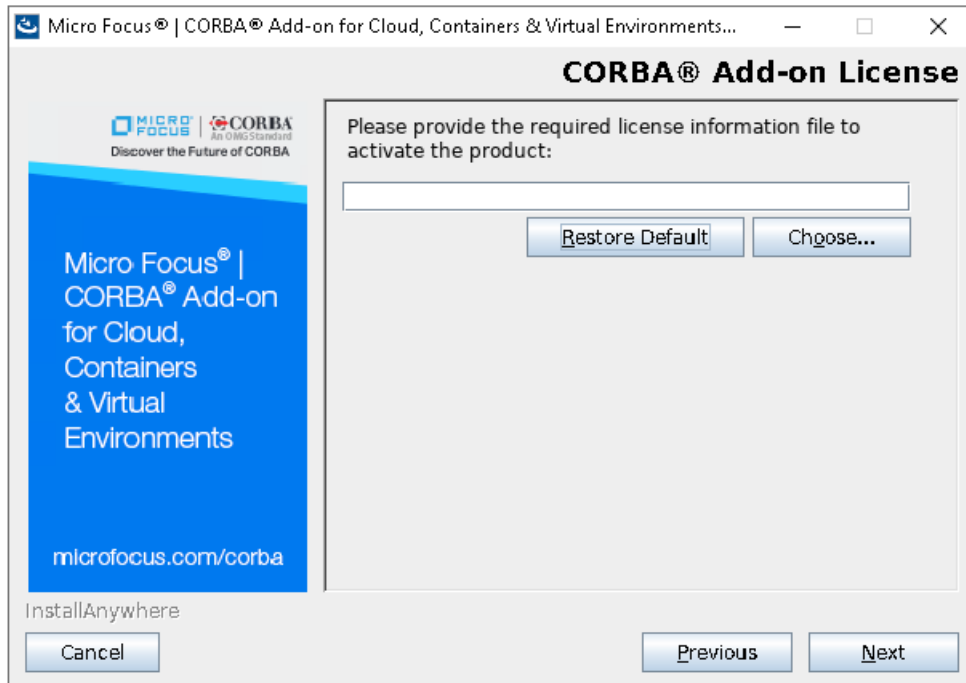 Micro Focus® | CORBA® Add-on for Cloud, Containers & Virtual Environments...
CORBA® Add-on License
MICRO FOCUS | CORBA
An OMG Standard
Discover the Future of CORBA
Micro Focus® |
CORBA® Add-on
for Cloud,
Containers
& Virtual
Environments
microfocus.com/corba
Please provide the required license information file to
activate the product:
Restore Default
Choose...
InstallAnywhere
Cancel
Previous
Next